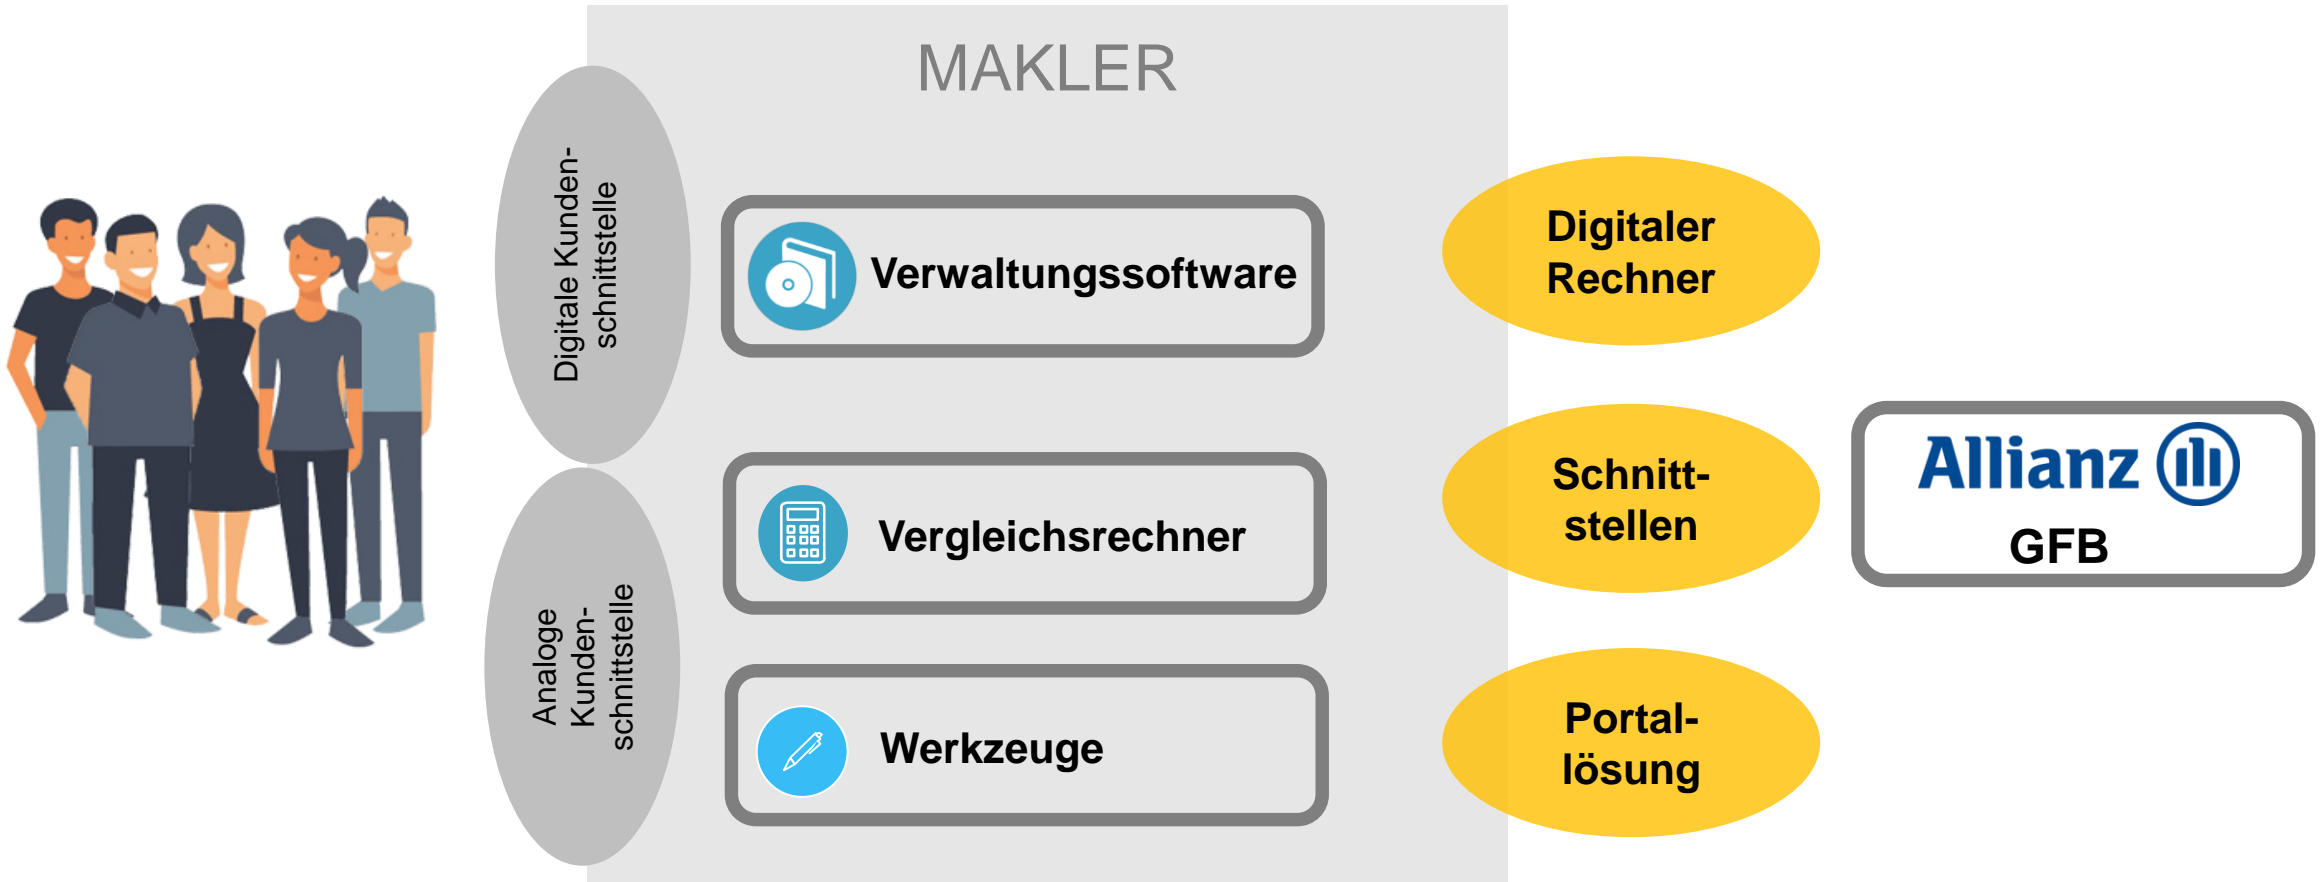 MAKLER
Digitale Kunden-
schnittstelle
Analoge
Kunden-
schnittstelle
Verwaltungssoftware
Vergleichsrechner
Werkzeuge
Digitaler
Rechner
Schnitt-
stellen
Portal-
lösung
Allianz
GFB